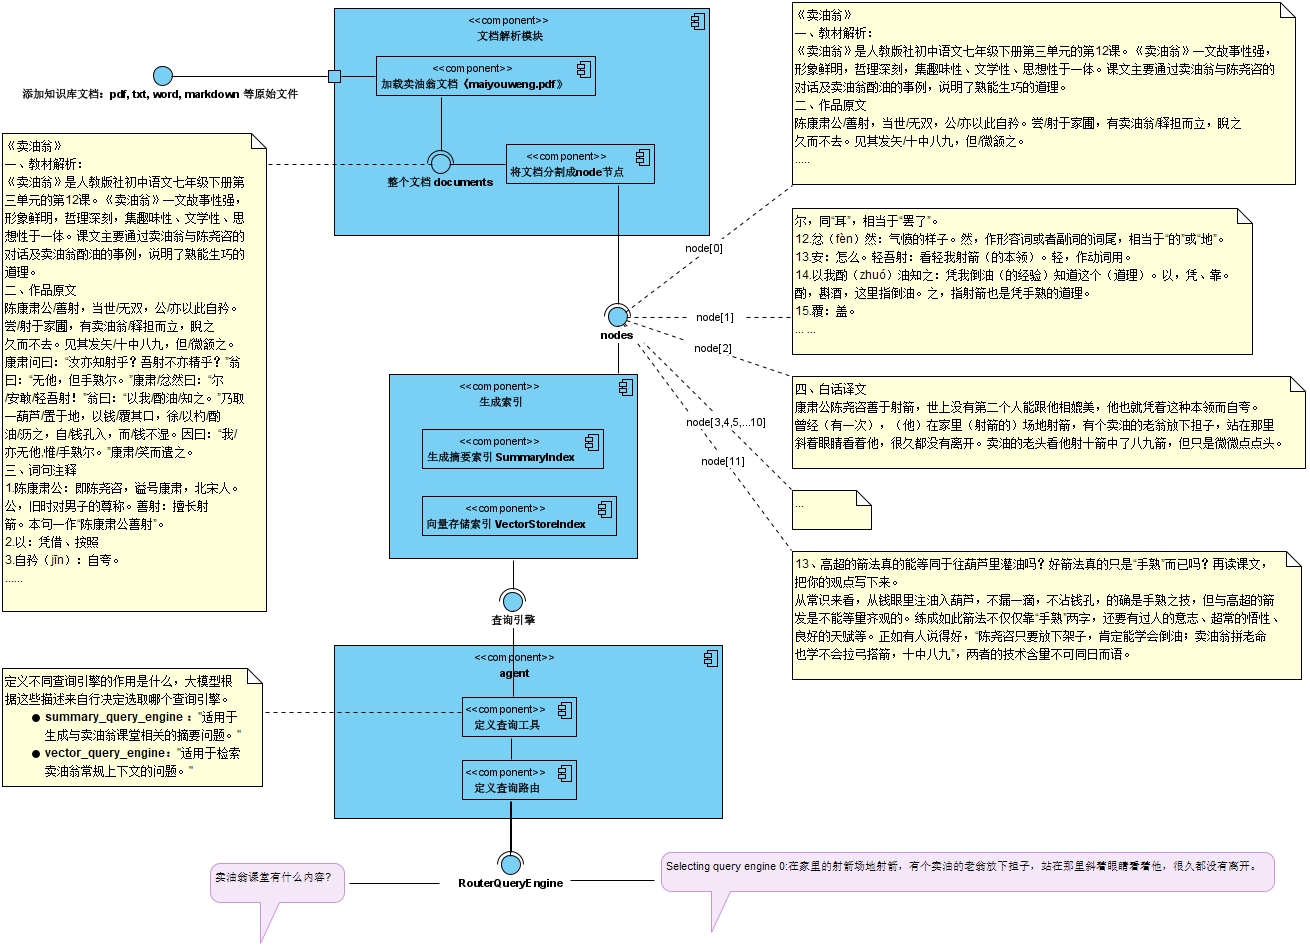 <<component>>
文档解析模块
<<component>>
加载卖油翁文档《maiyouweng.pdf》
添加知识库文档：pdf, txt, word, markdown 等原始文件
<<component>>
将文档分割成node节点
整个文档 documents
《卖油翁》
一、教材解析：
《卖油翁》是人教版社初中语文七年级下册第
三单元的第12课。《卖油翁》一文故事性强，
形象鲜明，哲理深刻，集趣味性、文学性、思
想性于一体。课文主要通过卖油翁与陈尧咨的
对话及卖油翁酌油的事例，说明了熟能生巧的
道理。
二、作品原文
陈康肃公/善射，当世/无双，公/亦以此自矜。
尝/射于家圃，有卖油翁/释担而立，睨之
久而不去。见其发矢/十中八九，但/微颔之。
康肃问曰：“汝亦知射乎？吾射不亦精乎？”翁
曰：“无他，但手熟尔。”康肃/忿然曰：“尔
/安敢/轻吾射！”翁曰：“以我/酌油/知之。”乃取
一葫芦/置于地，以钱/覆其口，徐/以杓/酌
油/沥之，自/钱孔入，而/钱不湿。因曰：“我/
亦无他,惟/手熟尔。”康肃/笑而遣之。
三、词句注释
1.陈康肃公：即陈尧咨，谥号康肃，北宋人。
公，旧时对男子的尊称。善射：擅长射
箭。本句一作“陈康肃公善射”。
2.以：凭借、按照
3.自矜（jīn）：自夸。
......
《卖油翁》
一、教材解析：
《卖油翁》是人教版社初中语文七年级下册第三单元的第12课。《卖油翁》一文故事性强，
形象鲜明，哲理深刻，集趣味性、文学性、思想性于一体。课文主要通过卖油翁与陈尧咨的
对话及卖油翁酌油的事例，说明了熟能生巧的道理。
二、作品原文
陈康肃公/善射，当世/无双，公/亦以此自矜。尝/射于家圃，有卖油翁/释担而立，睨之
久而不去。见其发矢/十中八九，但/微颔之。
.....
node[0]
尔，同“耳”，相当于“罢了”。
12.忿（fèn）然：气愤的样子。然，作形容词或者副词的词尾，相当于“的”或“地”。
13.安：怎么。轻吾射：看轻我射箭（的本领）。轻，作动词用。
14.以我酌（zhuó）油知之：凭我倒油（的经验）知道这个（道理）。以，凭、靠。
酌，斟酒，这里指倒油。之，指射箭也是凭手熟的道理。
15.覆：盖。
... ...
node[1]
nodes
node[2]
四、白话译文
康肃公陈尧咨善于射箭，世上没有第二个人能跟他相媲美，他也就凭着这种本领而自夸。
曾经（有一次），（他）在家里（射箭的）场地射箭，有个卖油的老翁放下担子，站在那里
斜着眼睛看着他，很久都没有离开。卖油的老头看他射十箭中了八九箭，但只是微微点点头。
node[3,4,5,...10]
...
node[11]
13、高超的箭法真的能等同于往葫芦里灌油吗？好箭法真的只是“手熟”而已吗？再读课文，
把你的观点写下来。
从常识来看，从钱眼里注油入葫芦，不漏一滴，不沾钱孔，的确是手熟之技，但与高超的箭
发是不能等量齐观的。练成如此箭法不仅仅靠“手熟”两字，还要有过人的意志、超常的悟性、
良好的天赋等。正如有人说得好，“陈尧咨只要放下架子，肯定能学会倒油；卖油翁拼老命
也学不会拉弓搭箭，十中八九”，两者的技术含量不可同日而语。
<<component>>
生成索引
<<component>>
生成摘要索引 SummaryIndex
<<component>>
向量存储索引 VectorStoreIndex
查询引擎
<<component>>
agent
<<component>>
定义查询工具
<<component>>
定义查询路由
定义不同查询引擎的作用是什么，大模型根
据这些描述来自行决定选取哪个查询引擎。
● summary_query_engine ："适用于
生成与卖油翁课堂相关的摘要问题。"
● vector_query_engine："适用于检索
卖油翁常规上下文的问题。"
RouterQueryEngine
卖油翁课堂有什么内容?
Selecting query engine 0:在家里的射箭场地射箭，有个卖油的老翁放下担子，站在那里斜着眼睛看着他，很久都没有离开。